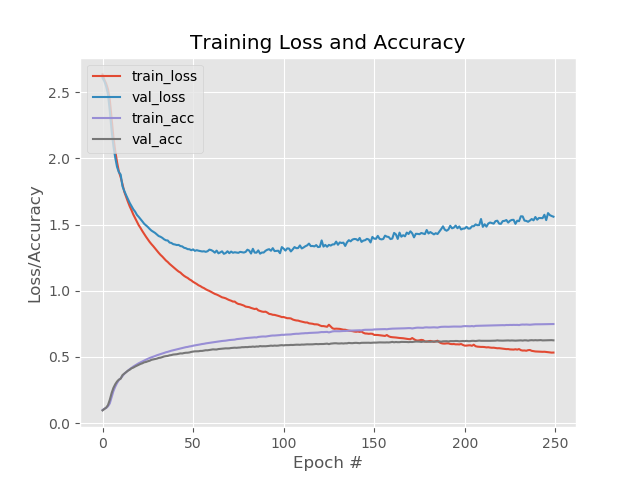 Training Loss and Accuracy
train_loss
val_loss
train_acc
val_acc
2.5
2.0
1.5
1.0
0.5
0.0
Loss/Accuracy
0 50 100 150 200 250
Epoch #